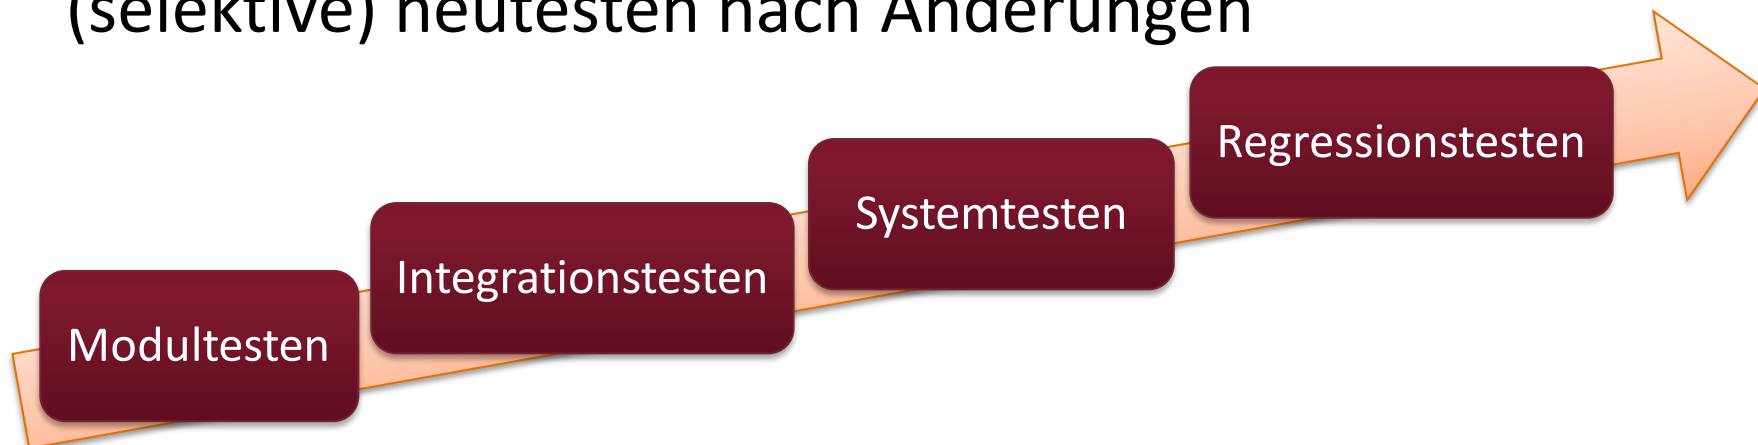 (selektive) neutesten nach Änderungen
Regressionstesten
Systemtesten
Integrationstesten
Modultesten